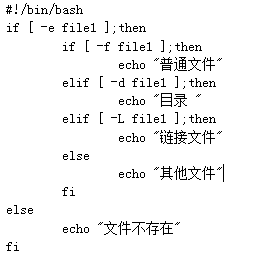 #!/bin/bash
if [ -e file1 ];then
        if [ -f file1 ];then
                echo "普通文件"
        elif [ -d file1 ];then
                echo "目录 "
        elif [ -L file1 ];then
                echo "链接文件"
        else
                echo "其他文件"
        fi
else
        echo "文件不存在"
fi